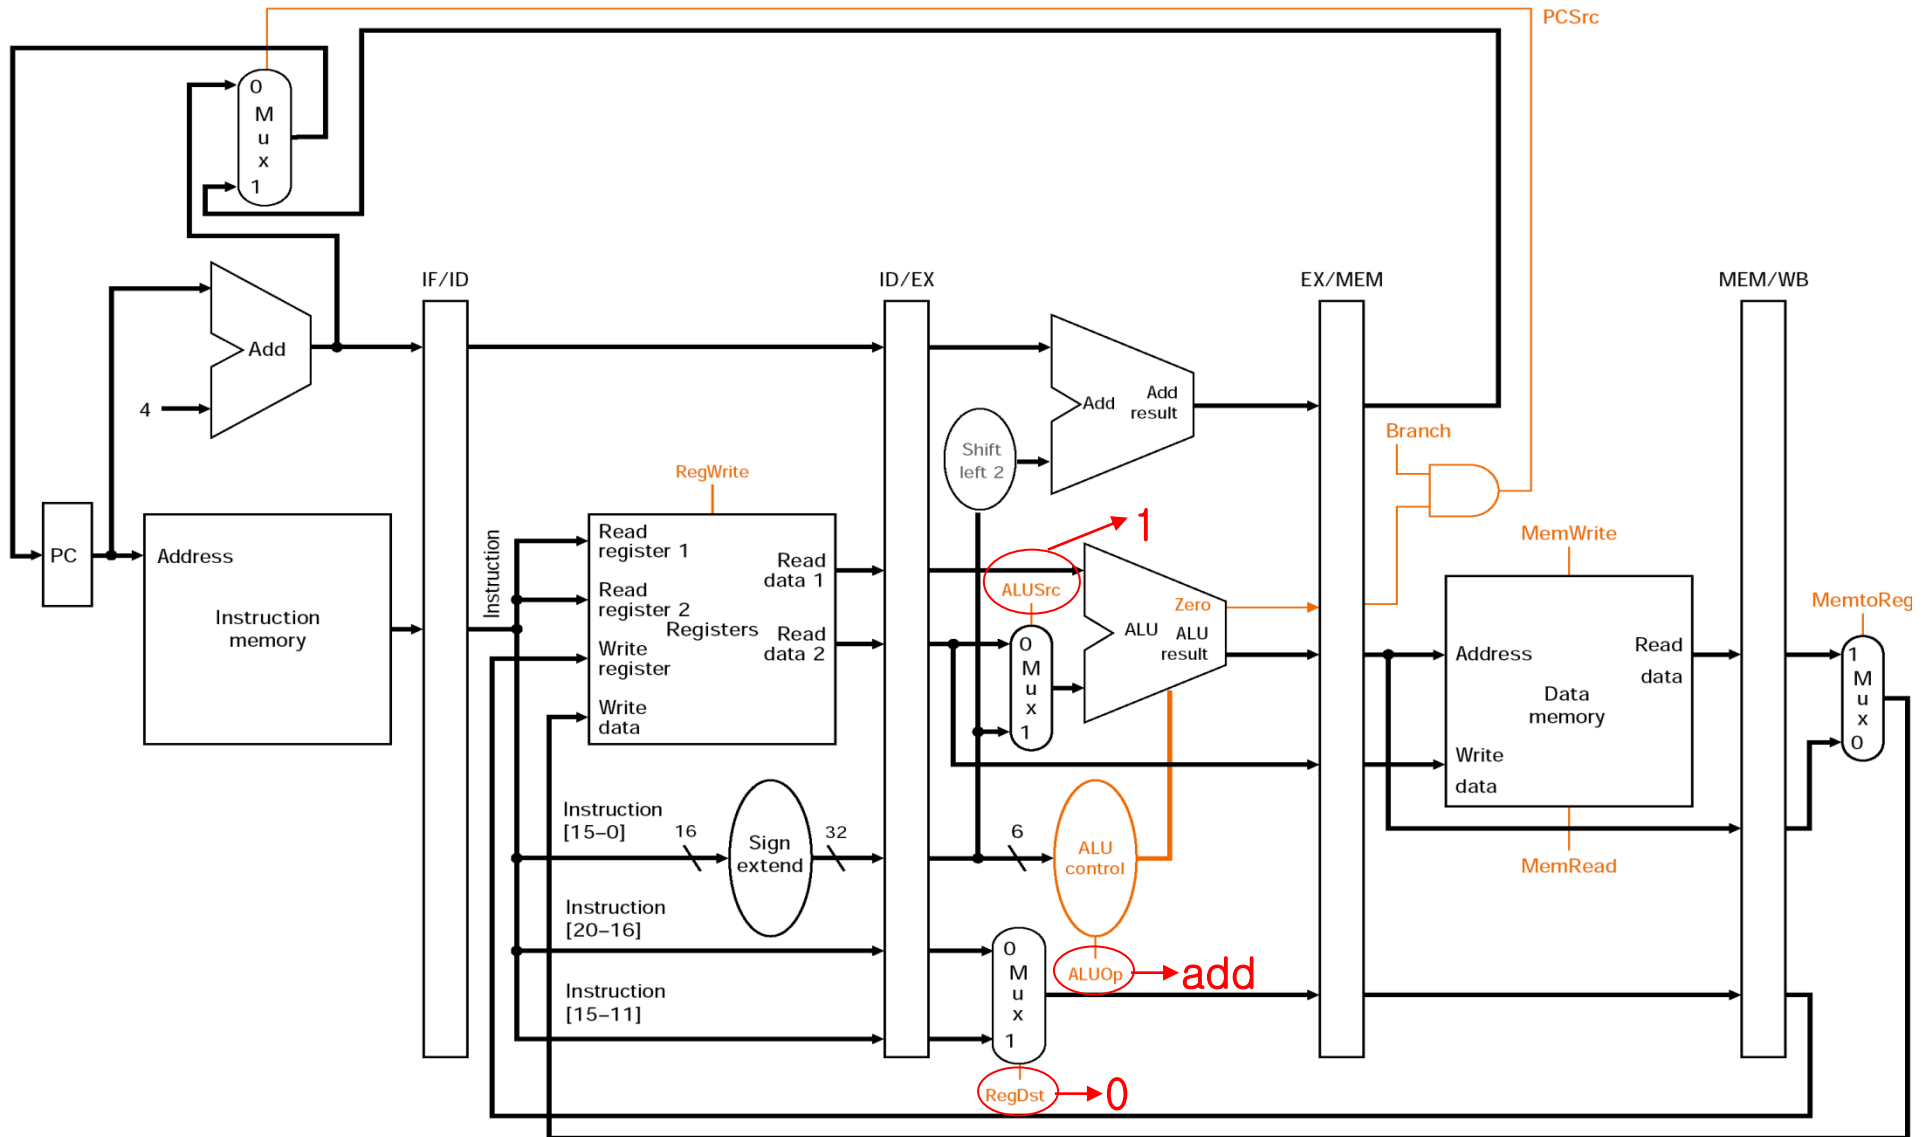 PCSrc
0
M
u
x
1
IF/ID
ID/EX
EX/MEM
MEM/WB
Add
4
Add
Add
result
Shift
left 2
Branch
RegWrite
PC
Address
Instruction
memory
Instruction
Read
register 1
Read
register 2
Write
register
Write
data
Registers
Read
data 1
Read
data 2
1
ALUSrc
0
M
u
x
1
Zero
ALU
ALU
result
MemWrite
Address
Read
data
Data
memory
Write
data
MemRead
MemtoReg
1
M
u
x
0
Instruction
[15–0]
16
Sign
extend
32
6
ALU
control
ALUOp
add
Instruction
[20–16]
Instruction
[15–11]
0
M
u
x
1
RegDst
0